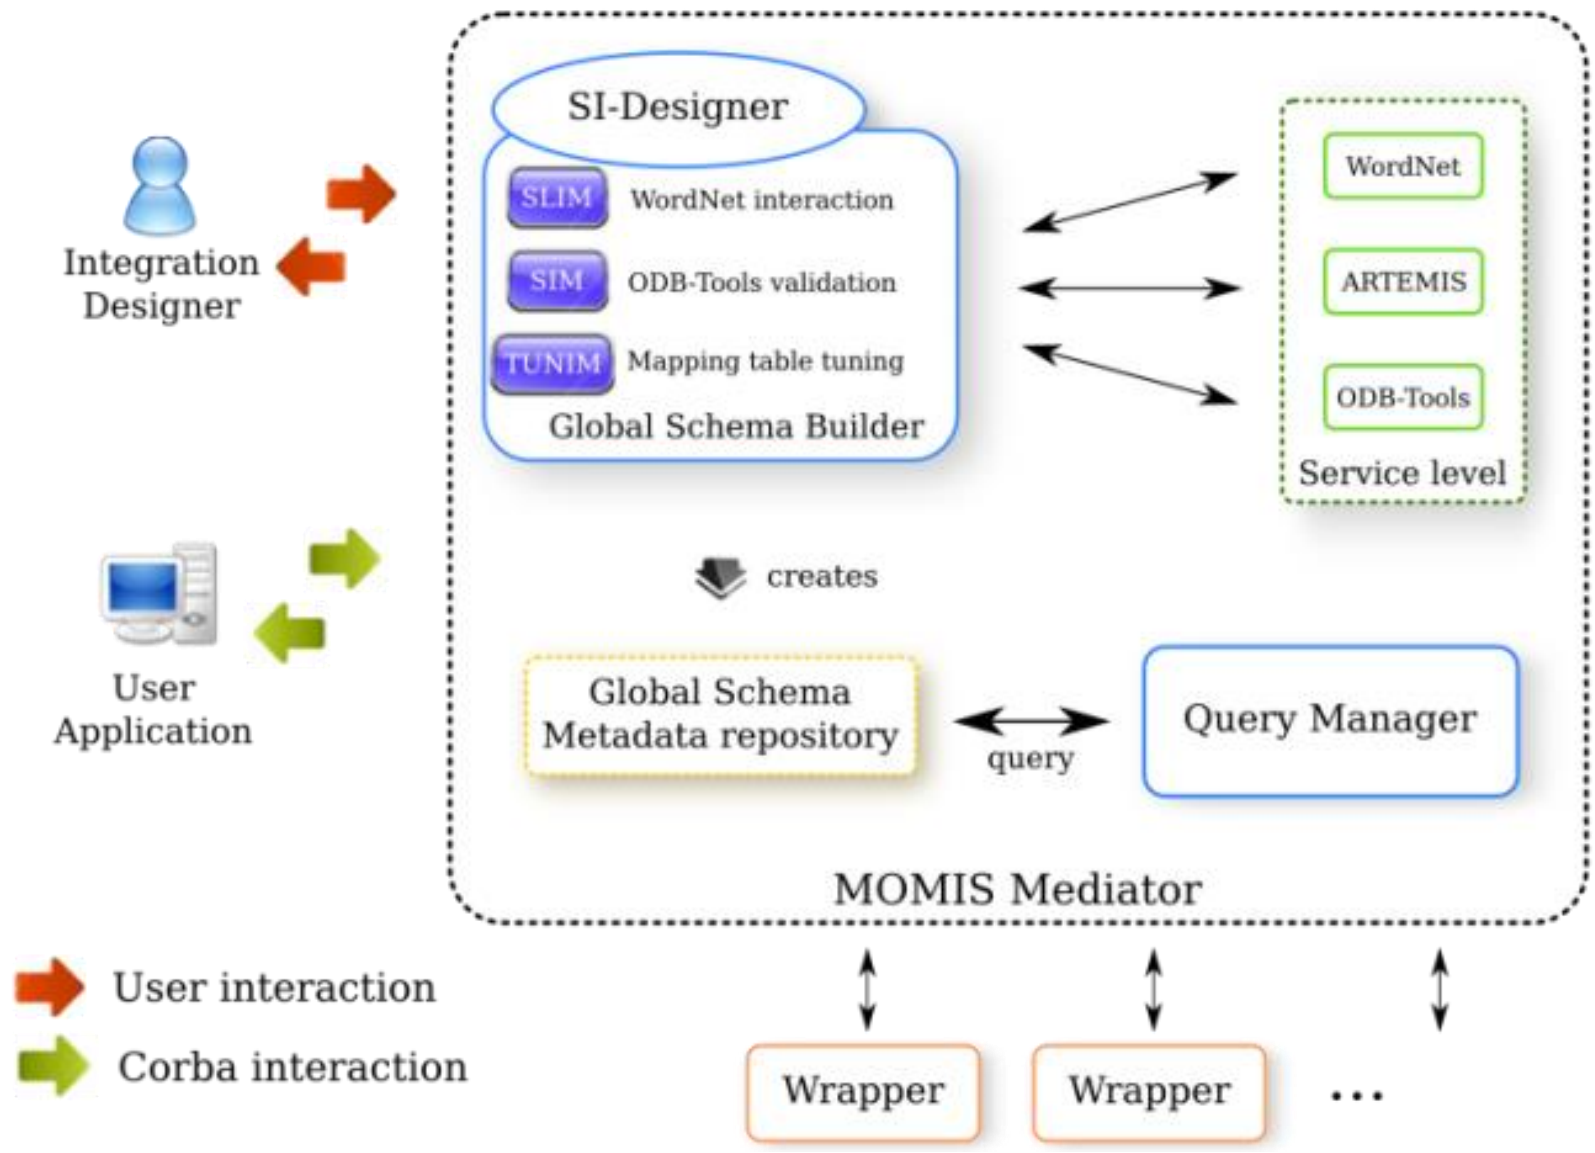 SI-Designer
SLIM WordNet interaction
SIM ODB-Tools validation
TUNIM Mapping table tuning
Global Schema Builder
WordNet
ARTEMIS
ODB-Tools
Service level
Integration
Designer
creates
User
Application
Global Schema
Metadata repository
query
Query Manager
MOMIS Mediator
User interaction
Corba interaction
Wrapper
Wrapper
...